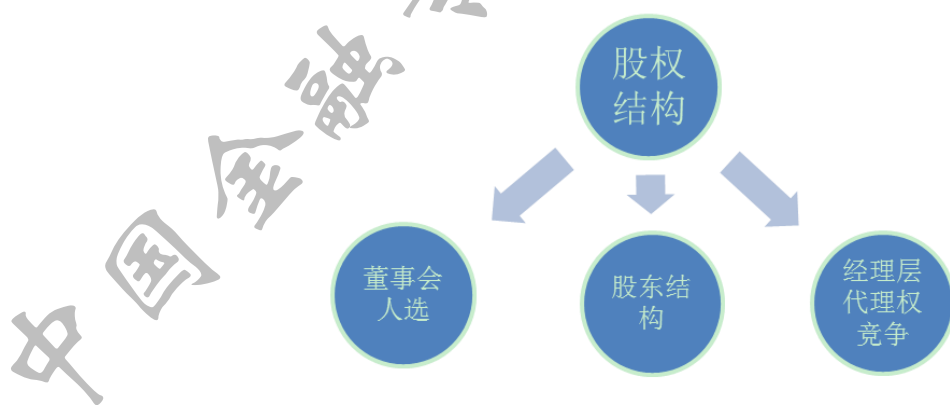 股权
结构
董事会
人选
股东结
构
经理层
代理权
竞争
中国金融